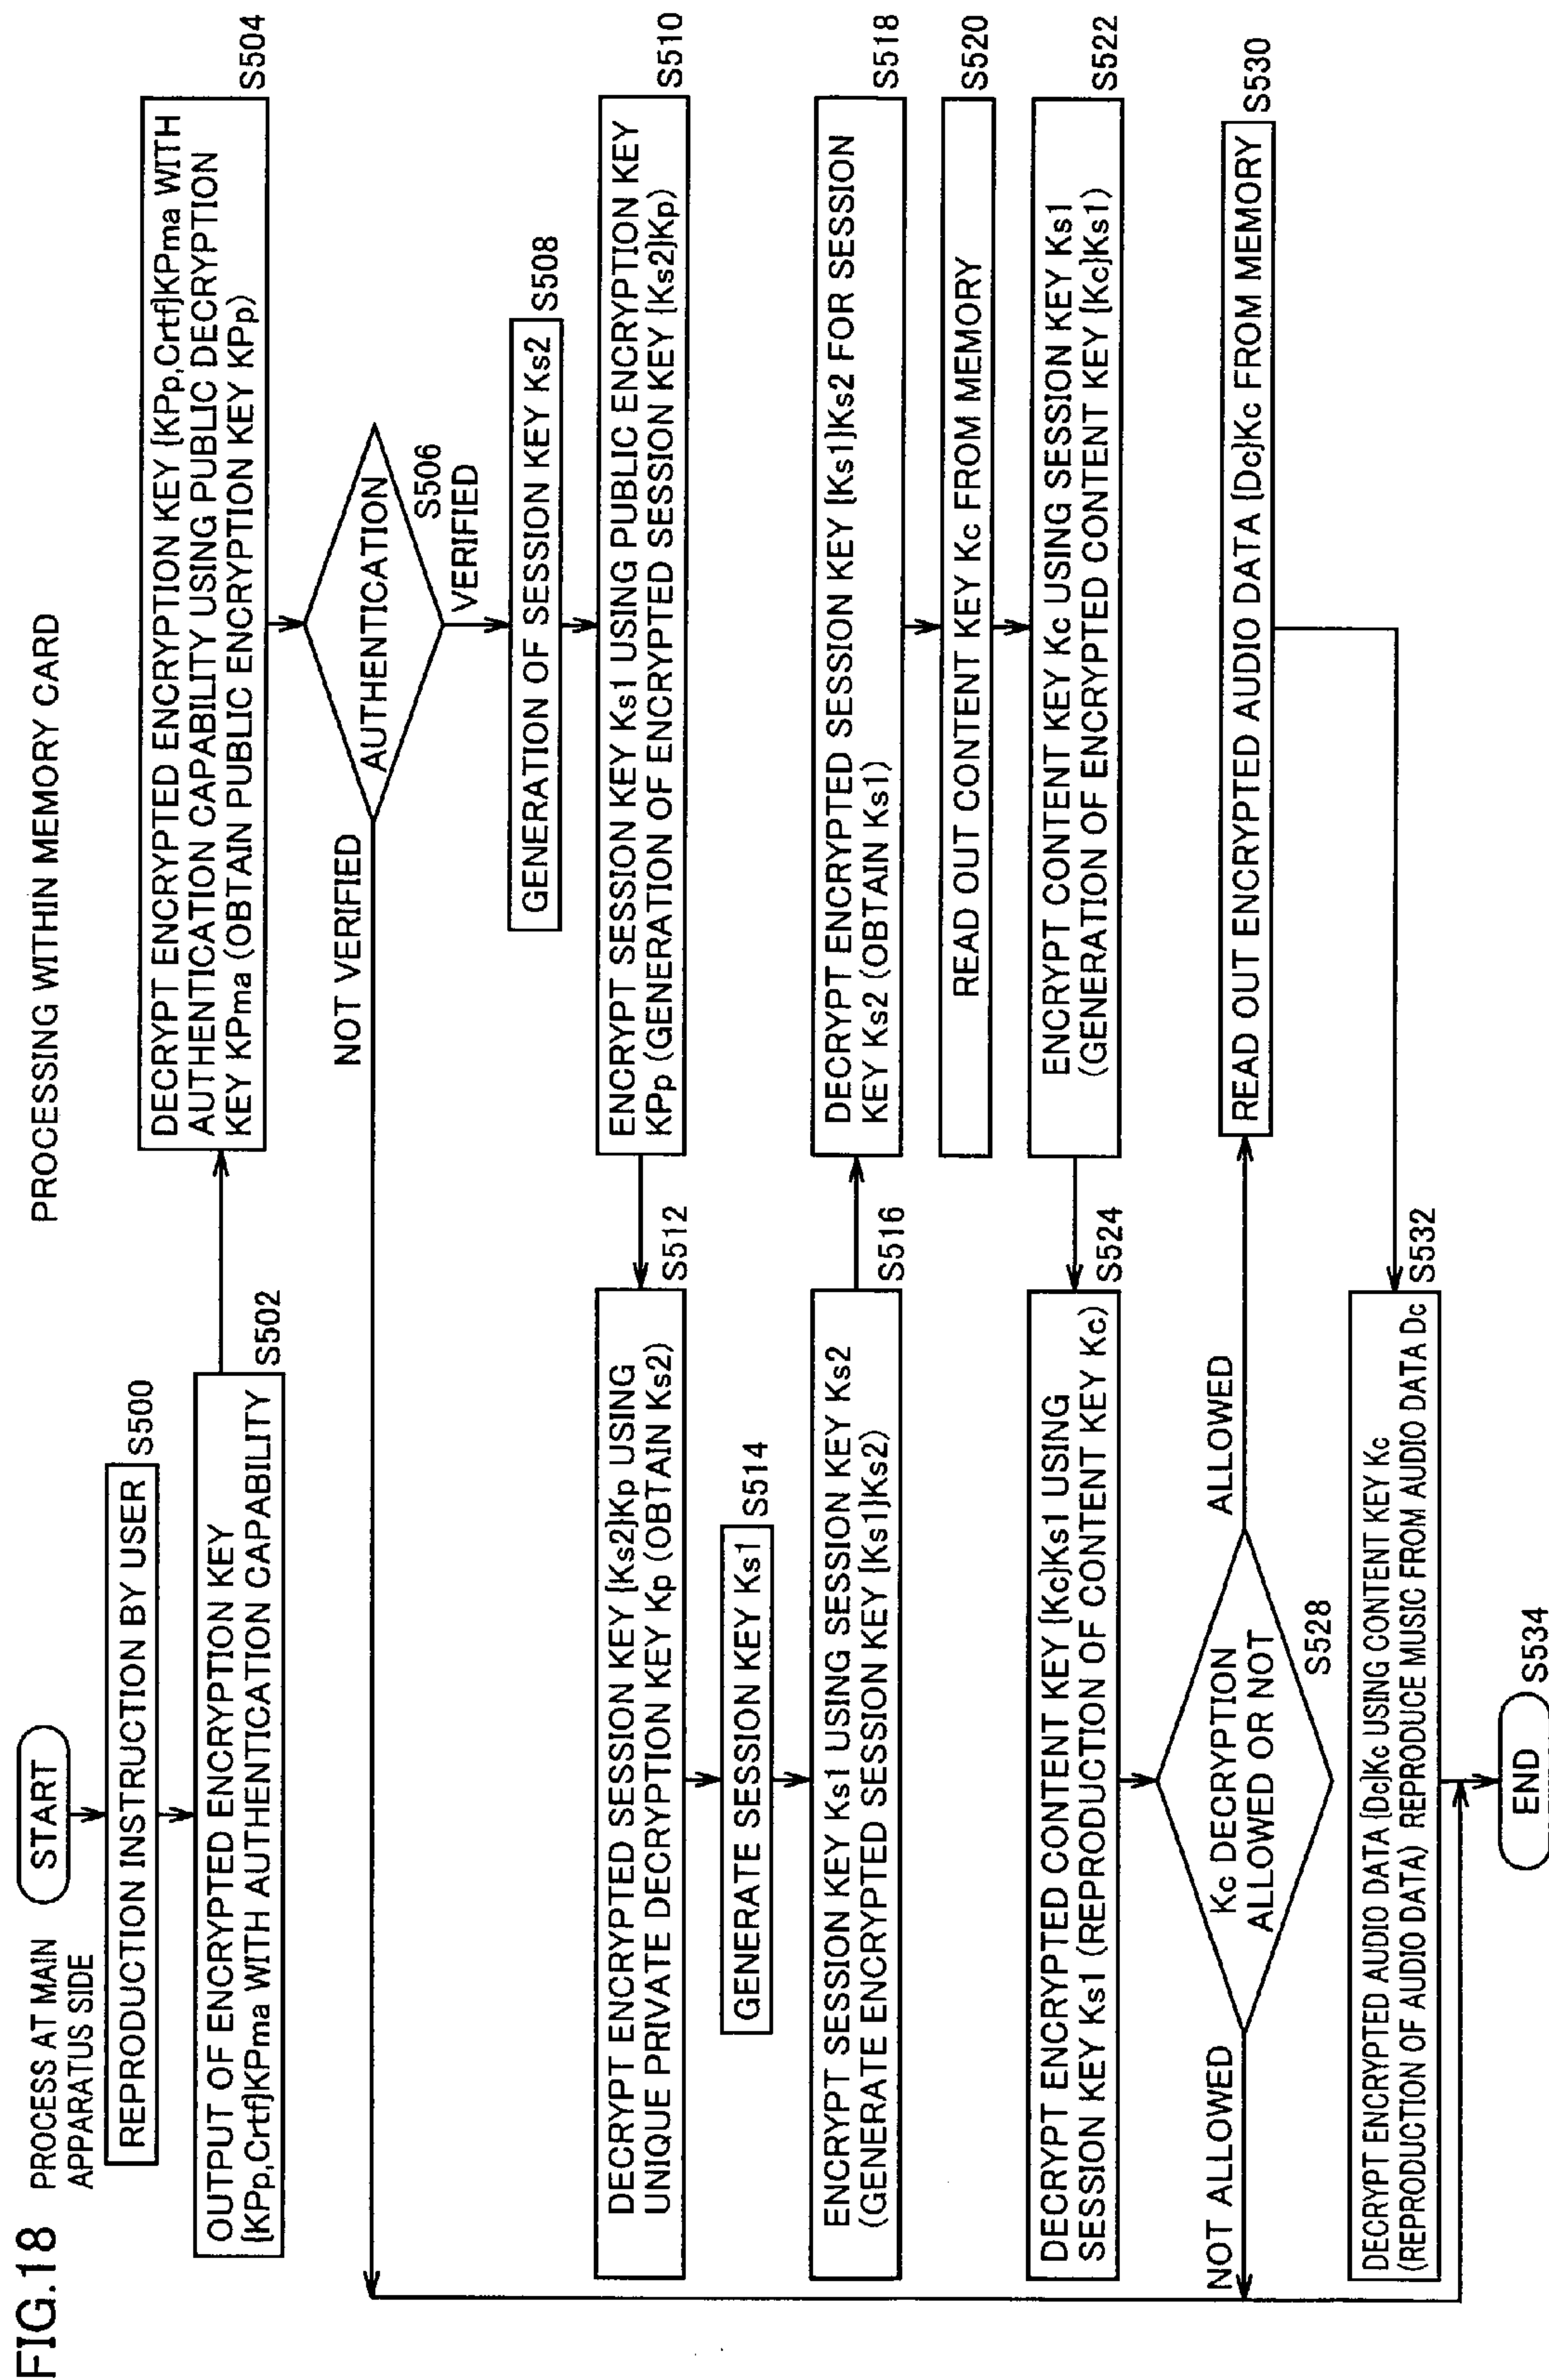 FIG.18
PROCESS AT MAIN
APPARATUS SIDE
START
PROCESSING WITHIN MEMORY CARD
REPRODUCTION INSTRUCTION BY USER
S500
OUTPUT OF ENCRYPTED ENCRYPTION KEY
{KPp,Crtf}KPma WITH AUTHENTICATION CAPABILITY
S502
DECRYPT ENCRYPTED ENCRYPTION KEY {KPp,Crtf}KPma WITH
AUTHENTICATION CAPABILITY USING PUBLIC DECRYPTION
KEY KPma (OBTAIN PUBLIC ENCRYPTION KEY KPp)
S504
NOT VERIFIED
AUTHENTICATION
S506
VERIFIED
GENERATION OF SESSION KEY Ks2
S508
ENCRYPT SESSION KEY Ks1 USING PUBLIC ENCRYPTION KEY
KPp (GENERATION OF ENCRYPTED SESSION KEY {Ks2}Kp)
S510
DECRYPT ENCRYPTED SESSION KEY {Ks2}Kp USING
UNIQUE PRIVATE DECRYPTION KEY Kp (OBTAIN Ks2)
S512
GENERATE SESSION KEY Ks1
S514
ENCRYPT SESSION KEY Ks1 USING SESSION KEY Ks2
(GENERATE ENCRYPTED SESSION KEY {Ks1}Ks2)
S516
DECRYPT ENCRYPTED SESSION KEY {Ks1}Ks2 FOR SESSION
KEY Ks2 (OBTAIN Ks1)
S518
READ OUT CONTENT KEY Kc FROM MEMORY
S520
ENCRYPT CONTENT KEY Kc USING SESSION KEY Ks1
(GENERATION OF ENCRYPTED CONTENT KEY {Kc}Ks1)
S522
DECRYPT ENCRYPTED CONTENT KEY {Kc}Ks1 USING
SESSION KEY Ks1 (REPRODUCTION OF CONTENT KEY Kc)
S524
NOT ALLOWED
Kc DECRYPTION
ALLOWED OR NOT
S528
ALLOWED
READ OUT ENCRYPTED AUDIO DATA {Dc}Kc FROM MEMORY
S530
DECRYPT ENCRYPTED AUDIO DATA {Dc}Kc USING CONTENT KEY Kc
(REPRODUCTION OF AUDIO DATA) REPRODUCE MUSIC FROM AUDIO DATA Dc
S532
END
S534